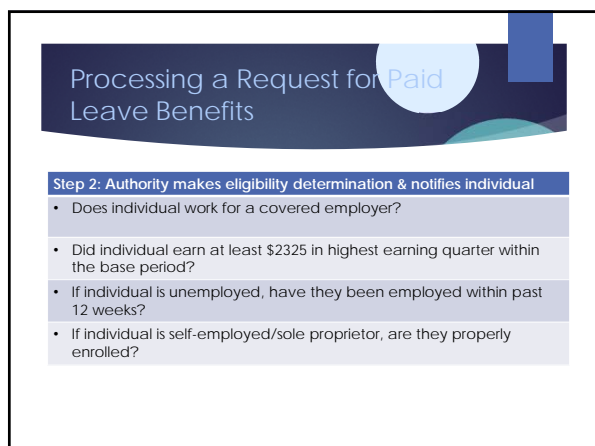 Processing a Request for Paid
Leave Benefits
Step 2: Authority makes eligibility determination & notifies individual
• Does individual work for a covered employer?
• Did individual earn at least $2325 in highest earning quarter within
the base period?
• If individual is unemployed, have they been employed within past
12 weeks?
• If individual is self-employed/sole proprietor, are they properly
enrolled?